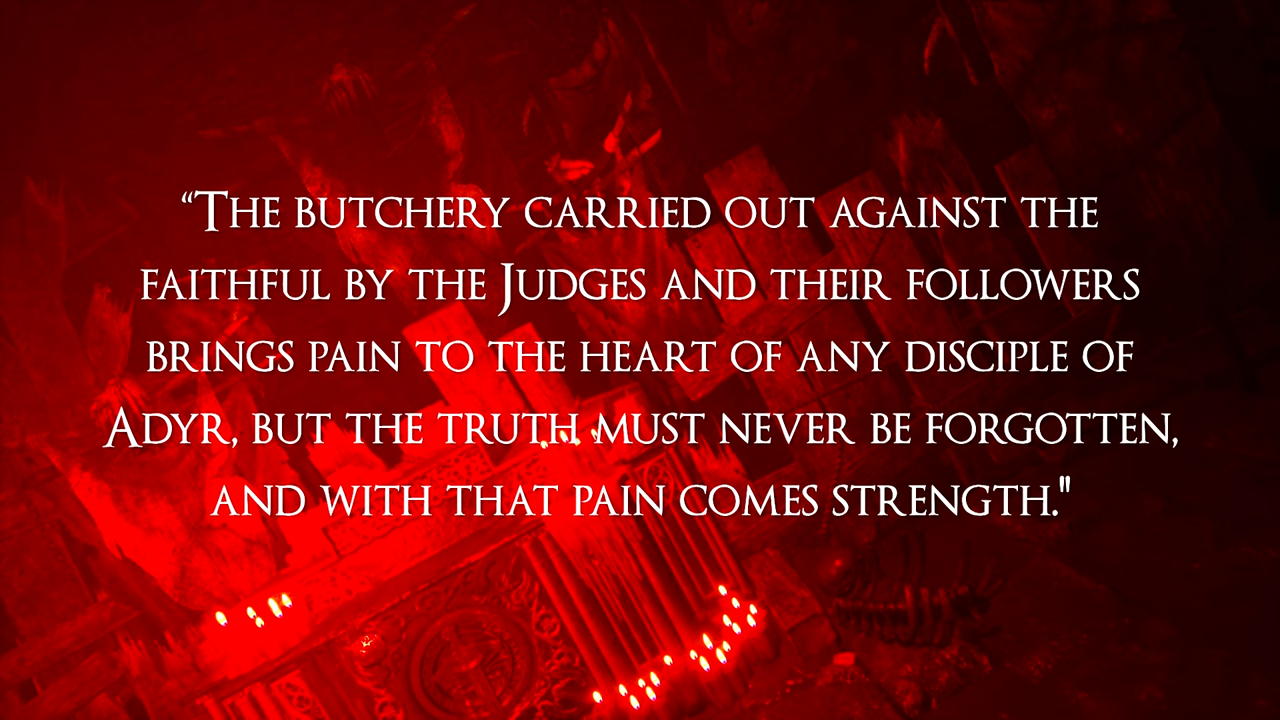 “The butchery carried out against the
faithful by the Judges and their followers
brings pain to the heart of any disciple of
Adyr, but the truth must never be forgotten,
and with that pain comes strength."